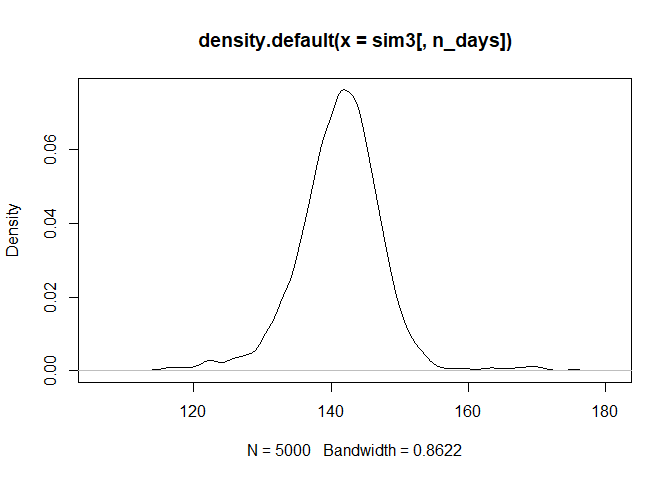 density.default(x = sim3[, n_days])
Density
0.00
0.02
0.04
0.06
120
140
160
180
N = 5000   Bandwidth = 0.8622